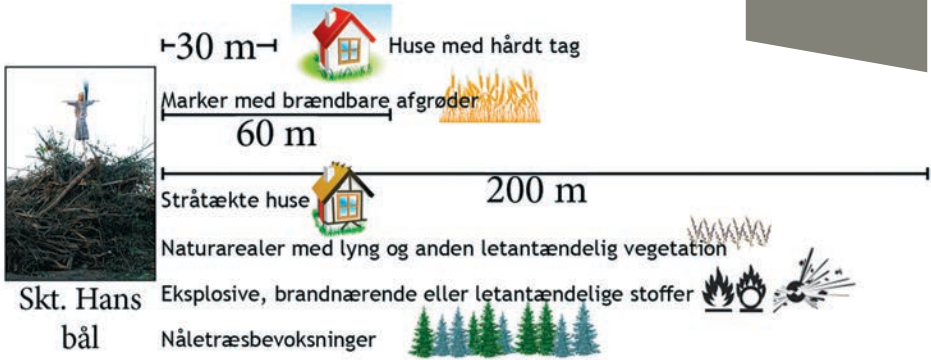 30 m
Huse med hårdt tag
Marker med brændbare afgrøder
60 m
200 m
Stråtækte huse
Naturarealer med lyng og anden letantændelig vegetation
Eksplosive, brandnærende eller letantændelige stoffer
Skt. Hans
bål
Nåletræsbevoksninger